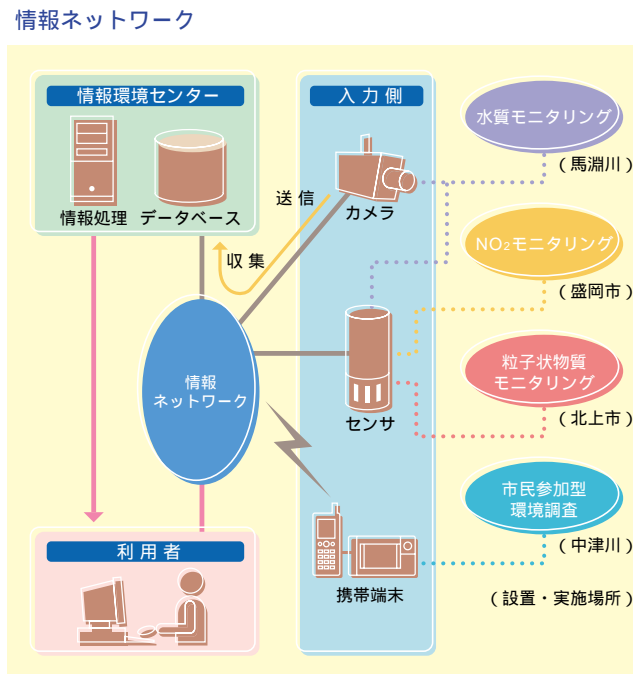 情報ネットワーク
情報環境センター
情報処理
データベース
入力側
送信
収集
カメラ
センサ
携帯端末
情報
ネットワーク
利用者
水質モニタリング
(馬淵川)
NO₂モニタリング
(盛岡市)
粒子状物質
モニタリング
(北上市)
市民参加型
環境調査
(中津川)
(設置・実施場所)